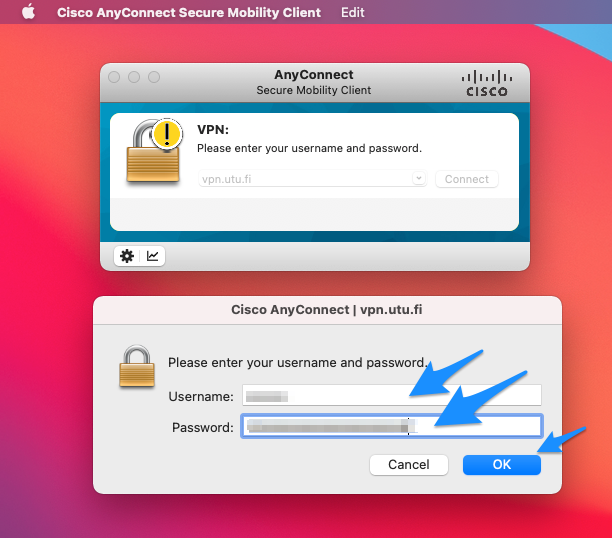 Cisco AnyConnect Secure Mobility Client Edit
AnyConnect
Secure Mobility Client
CISCO
VPN:
Please enter your username and password.
vpn.utu.fi
Connect
Cisco AnyConnect | vpn.utu.fi
Please enter your username and password.
Username:
Password:
Cancel
OK